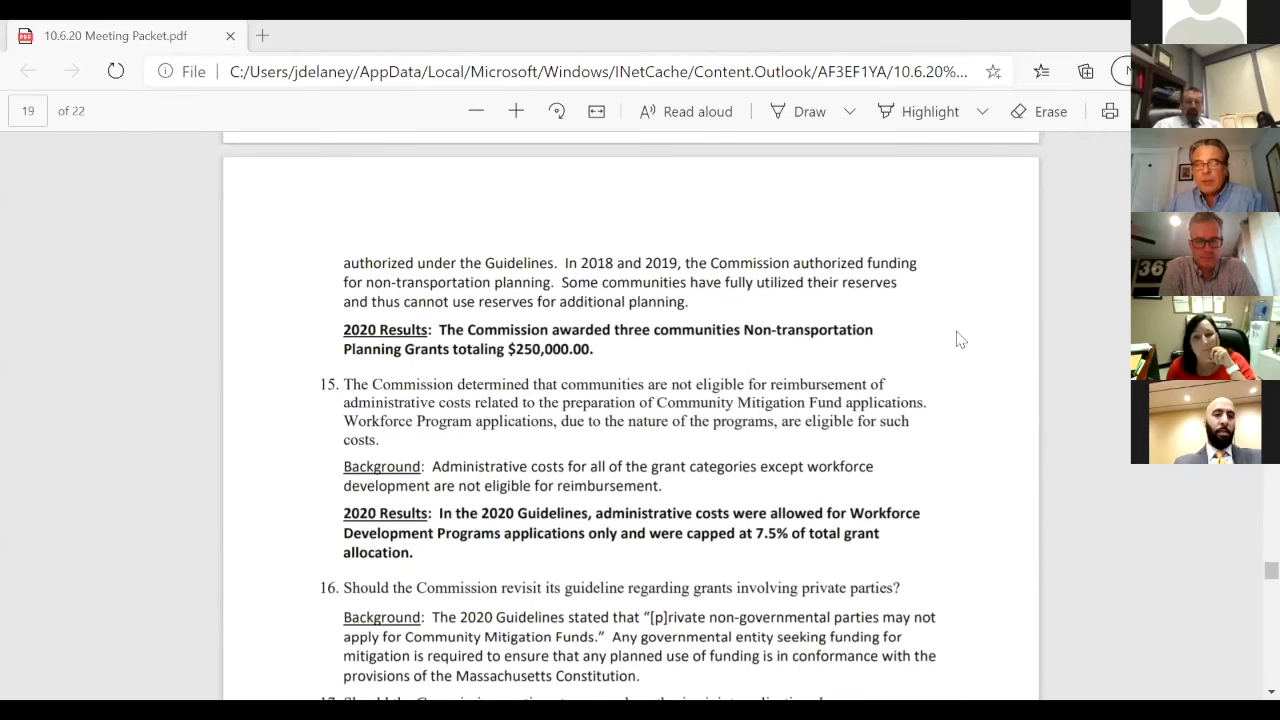 10.6.20 Meeting Packet.pdf
File
C:/Users/jdelaney/AppData/Local/Microsoft/Windows/INetCache/Content.Outlook/AF3EF1YA/10.6.20%...
19
of 22
Read aloud
Draw
Highlight
Erase
authorized under the Guidelines. In 2018 and 2019, the Commission authorized funding
for non-transportation planning. Some communities have fully utilized their reserves
and thus cannot use reserves for additional planning.
2020 Results: The Commission awarded three communities Non-transportation
Planning Grants totaling $250,000.00.
15. The Commission determined that communities are not eligible for reimbursement of
administrative costs related to the preparation of Community Mitigation Fund applications.
Workforce Program applications, due to the nature of the programs, are eligible for such
costs.
Background: Administrative costs for all of the grant categories except workforce
development are not eligible for reimbursement.
2020 Results: In the 2020 Guidelines, administrative costs were allowed for Workforce
Development Programs applications only and were capped at 7.5% of total grant
allocation.
16. Should the Commission revisit its guideline regarding grants involving private parties?
Background: The 2020 Guidelines stated that “[p]rivate non-governmental parties may not
apply for Community Mitigation Funds.” Any governmental entity seeking funding for
mitigation is required to ensure that any planned use of funding is in conformance with the
provisions of the Massachusetts Constitution.
361